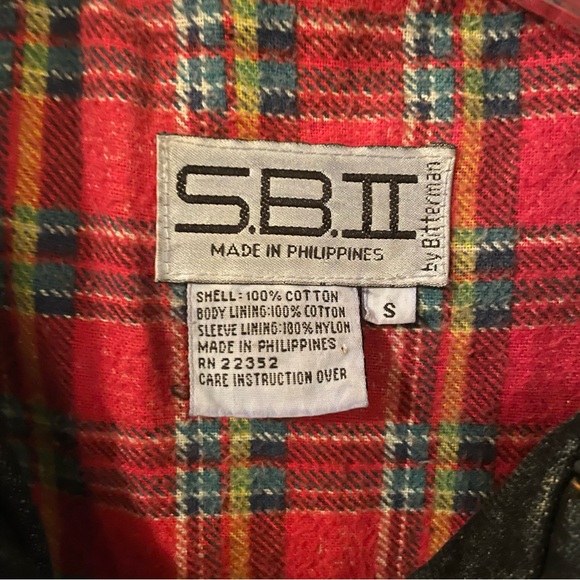 S.B.II
by Bitterman
MADE IN PHILIPPINES
SHELL: 100% COTTON
BODY LINING: 100% COTTON
SLEEVE LINING: 100% NYLON
MADE IN PHILIPPINES
RN 22352
CARE INSTRUCTION OVER
S